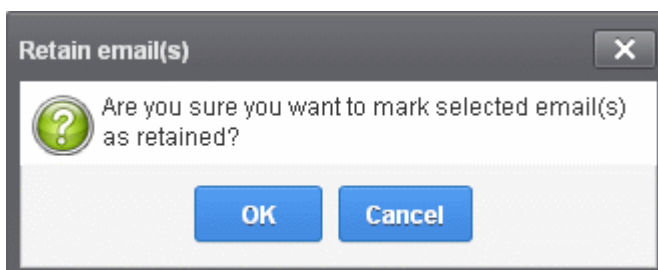 Retain email(s)
Are you sure you want to mark selected email(s)
as retained?
OK
Cancel